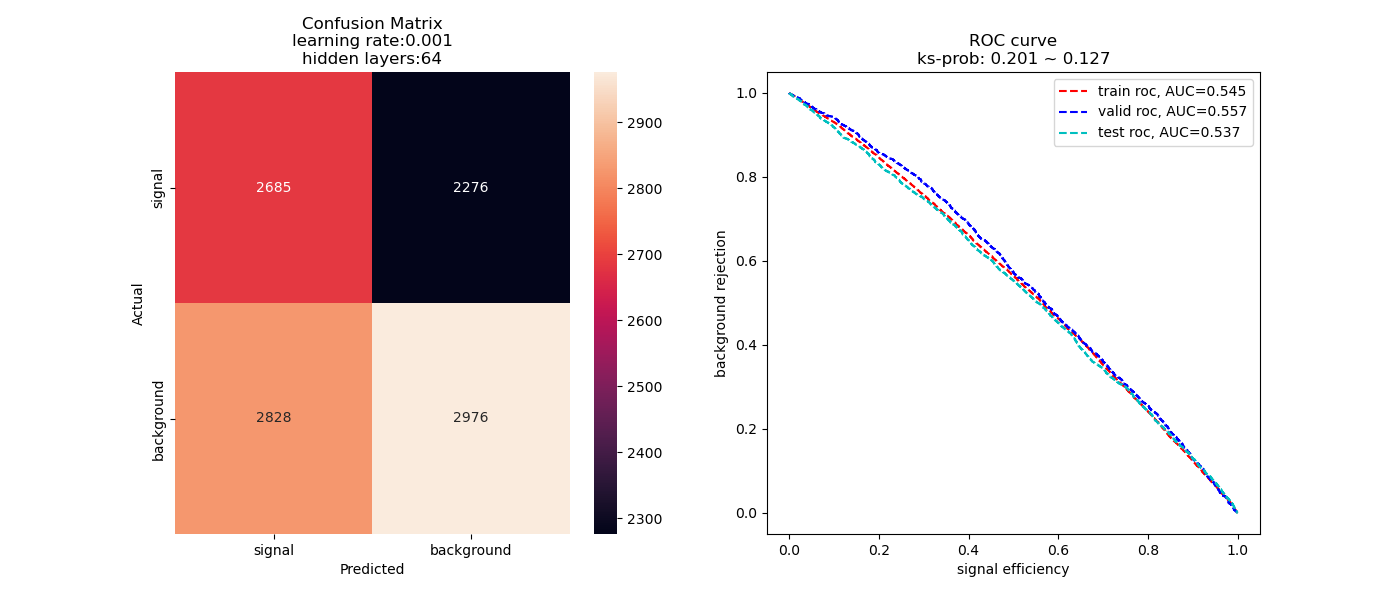 Confusion Matrix
learning rate:0.001
hidden layers:64
signal
background
Actual
2685
2276
2828
2976
signal
background
Predicted
2900
2800
2700
2600
2500
2400
2300
ROC curve
ks-prob: 0.201 ~ 0.127
train roc, AUC=0.545
valid roc, AUC=0.557
test roc, AUC=0.537
background rejection
1.0
0.8
0.6
0.4
0.2
0.0
0.0
0.2
0.4
0.6
0.8
1.0
signal efficiency